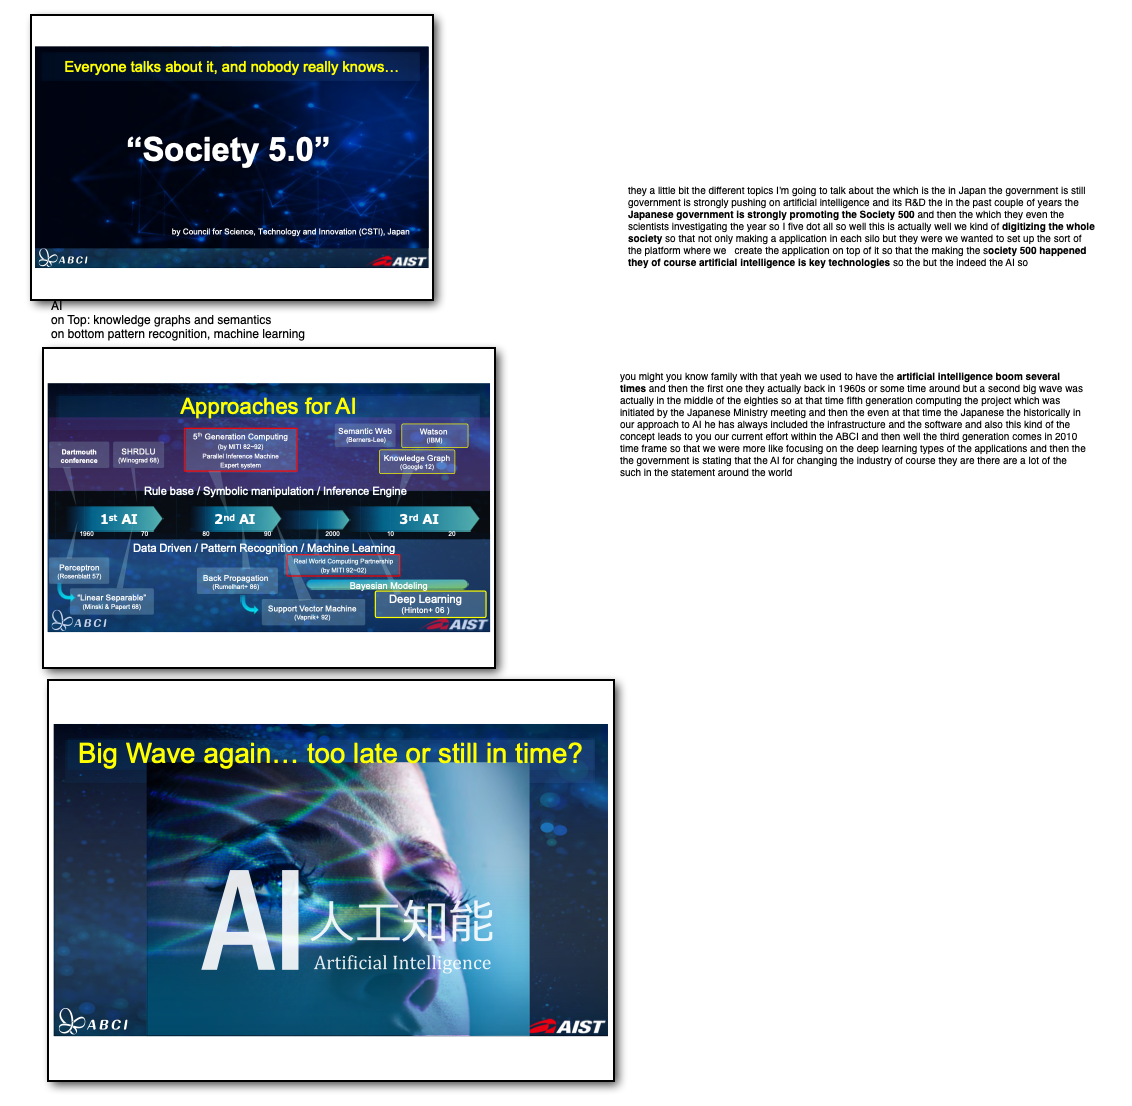 Everyone talks about it, and nobody really knows…
“Society 5.0”
by Council for Science, Technology and Innovation (CSTI), Japan
ABCI
AIST
they a little bit the different topics I'm going to talk about the which is the in Japan the government is still
government is strongly pushing on artificial intelligence and its R&D the in the past couple of years the
Japanese government is strongly promoting the Society 500 and then the which they even the
scientists investigating the year so I five dot all so well this is actually well we kind of digitizing the whole
society so that not only making a application in each silo but they were we wanted to set up the sort of
the platform where we create the application on top of it so that the making the society 500 happened
they of course artificial intelligence is key technologies so the but the indeed the AI so
AI
on Top: knowledge graphs and semantics
on bottom pattern recognition, machine learning
Approaches for AI
Dartmouth
conference
SHRDLU
(Winograd 68)
5th Generation Computing
(by MITI 82~92)
Parallel Inference Machine
Expert system
Semantic Web
(Berners-Lee)
Watson
(IBM)
Knowledge Graph
(Google 12)
Rule base / Symbolic manipulation / Inference Engine
1st AI
2nd AI
3rd AI
1960
70
80
90
2000
10
20
Data Driven / Pattern Recognition / Machine Learning
Perceptron
(Rosenblatt 57)
"Linear Separable"
(Minski & Papert 68)
Back Propagation
(Rumelhart+ 86)
Real World Computing Partnership
(by MITI 92~02)
Bayesian Modeling
Support Vector Machine
(Vapnik+ 92)
Deep Learning
(Hinton+ 06 )
ABCI
AIST
you might you know family with that yeah we used to have the artificial intelligence boom several
times and then the first one they actually back in 1960s or some time around but a second big wave was
actually in the middle of the eighties so at that time fifth generation computing the project which was
initiated by the Japanese Ministry meeting and then the even at that time the Japanese the historically in
our approach to AI he has always included the infrastructure and the software and also this kind of the
concept leads to you our current effort within the ABCI and then well the third generation comes in 2010
time frame so that we were more like focusing on the deep learning types of the applications and then the
the government is stating that the AI for changing the industry of course they are there are a lot of the
such in the statement around the world
Big Wave again… too late or still in time?
AI 人工知能
Artificial Intelligence
ABCI
AIST